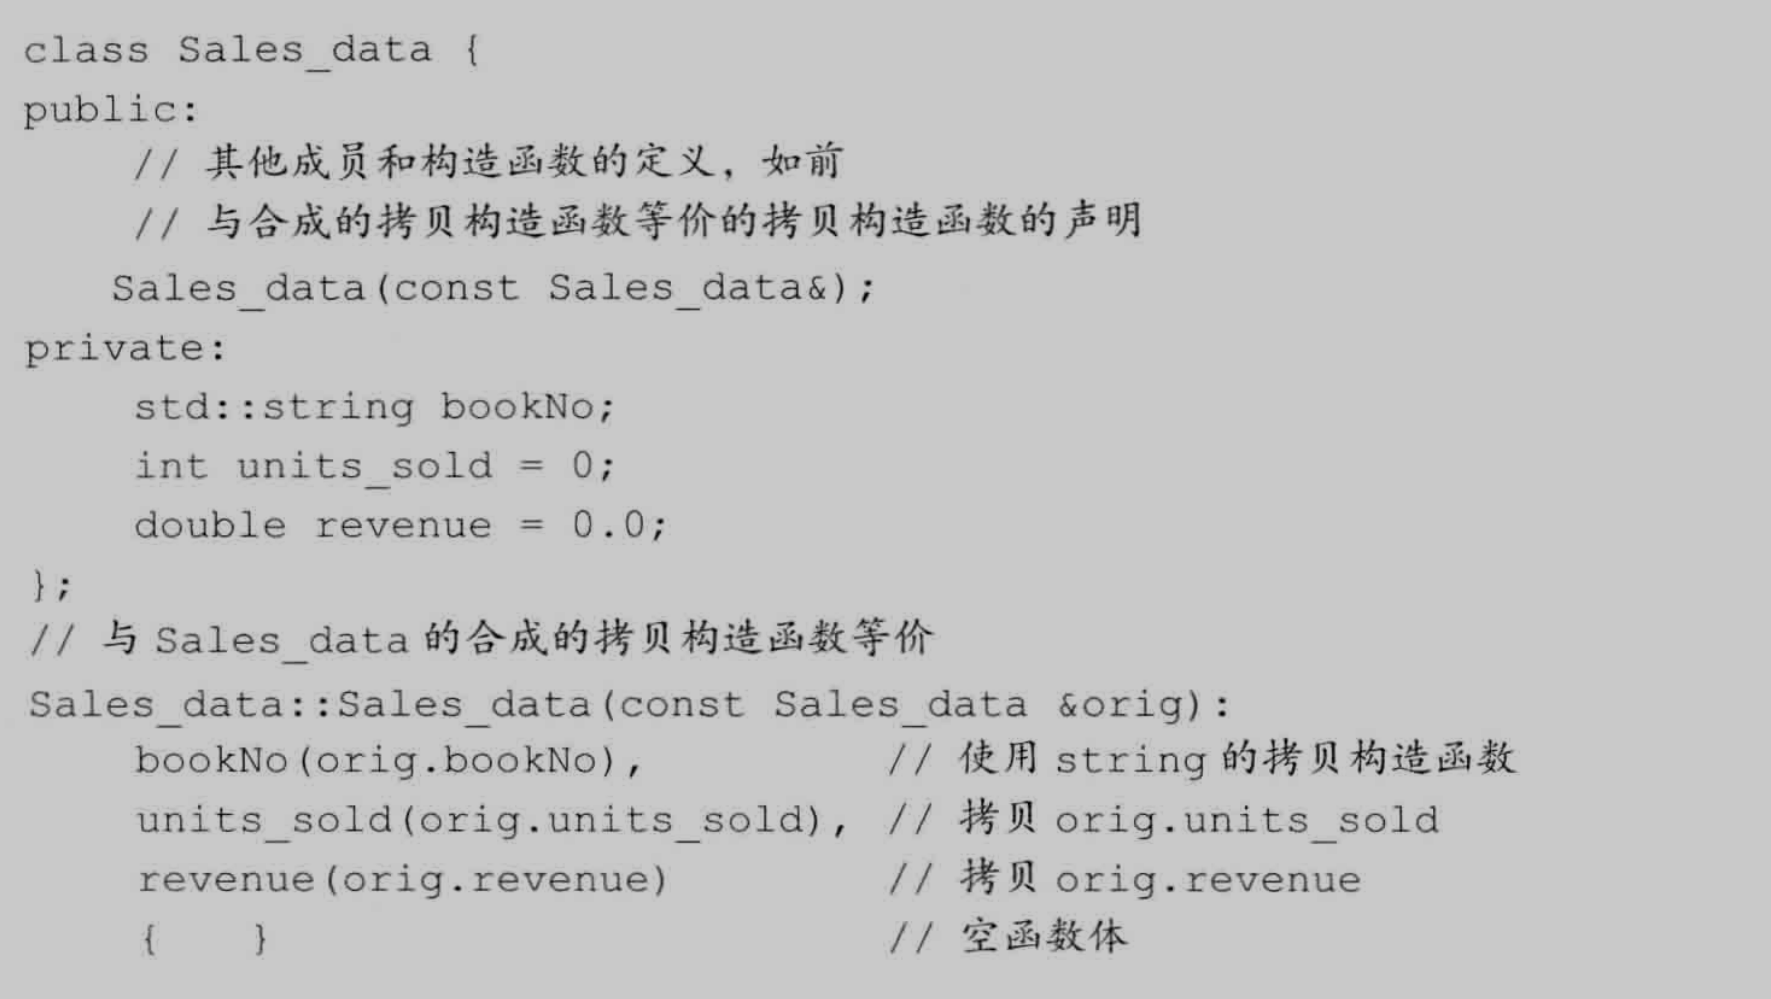 class Sales_data {
public:
// 其他成员和构造函数的定义，如前
// 与合成的拷贝构造函数等价的拷贝构造函数的声明
Sales_data(const Sales_data&);
private:
std::string bookNo;
int units_sold = 0;
double revenue = 0.0;
};
// 与 Sales_data 的合成的拷贝构造函数等价
Sales_data::Sales_data(const Sales_data &orig):
bookNo(orig.bookNo), // 使用 string 的拷贝构造函数
units_sold(orig.units_sold), // 拷贝 orig.units_sold
revenue(orig.revenue) // 拷贝 orig.revenue
{ } // 空函数体